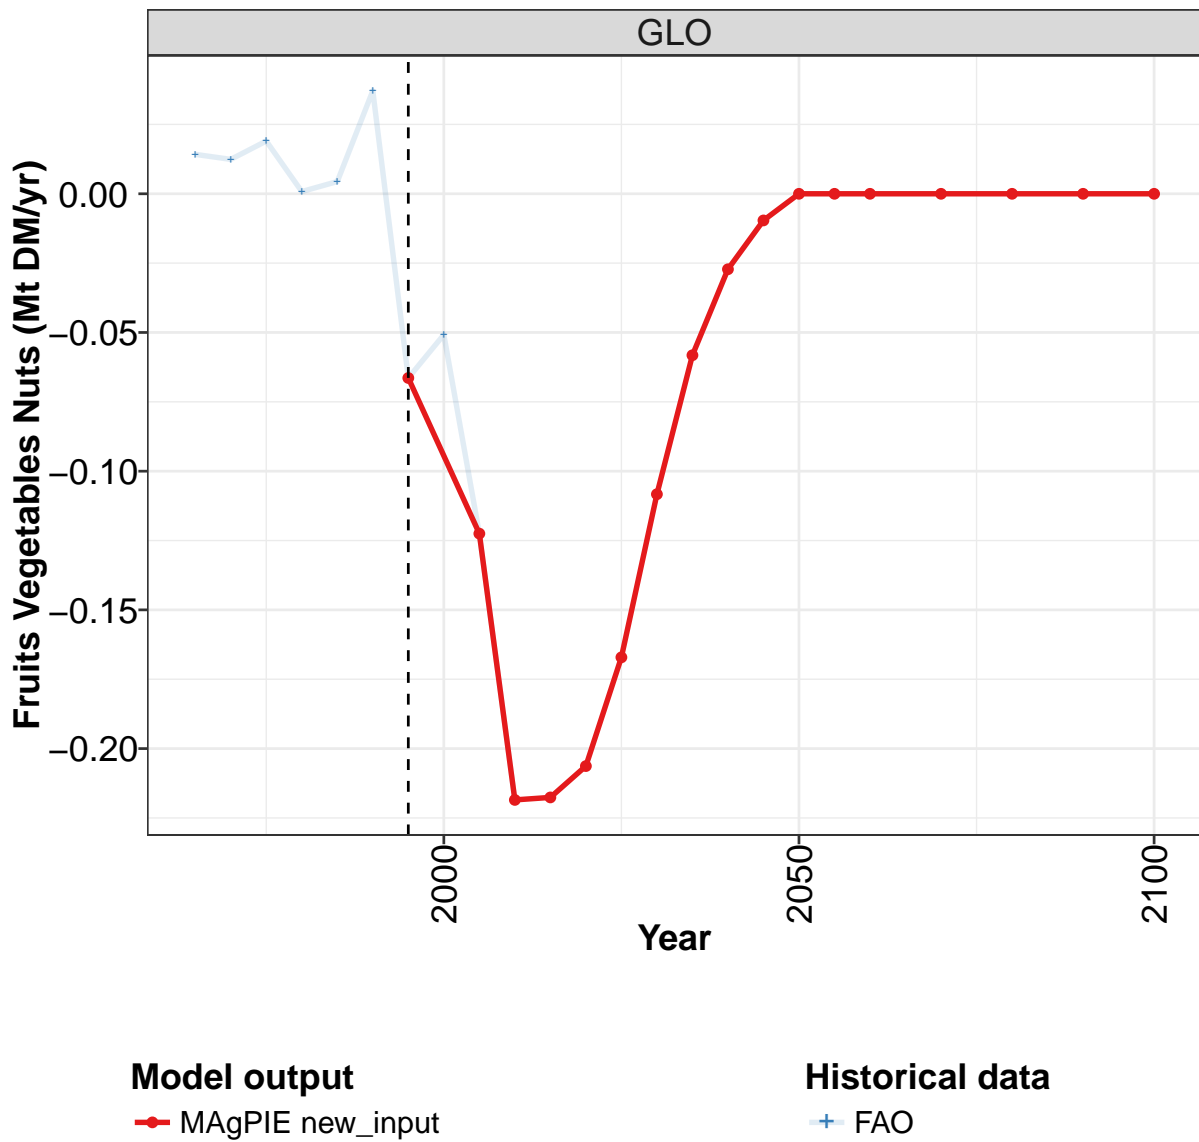 GLO
Fruits Vegetables Nuts (Mt DM/yr)
0.00
−0.05
−0.10
−0.15
−0.20
2000
2050
2100
Year
Model output
MAgPIE new_input
Historical data
FAO